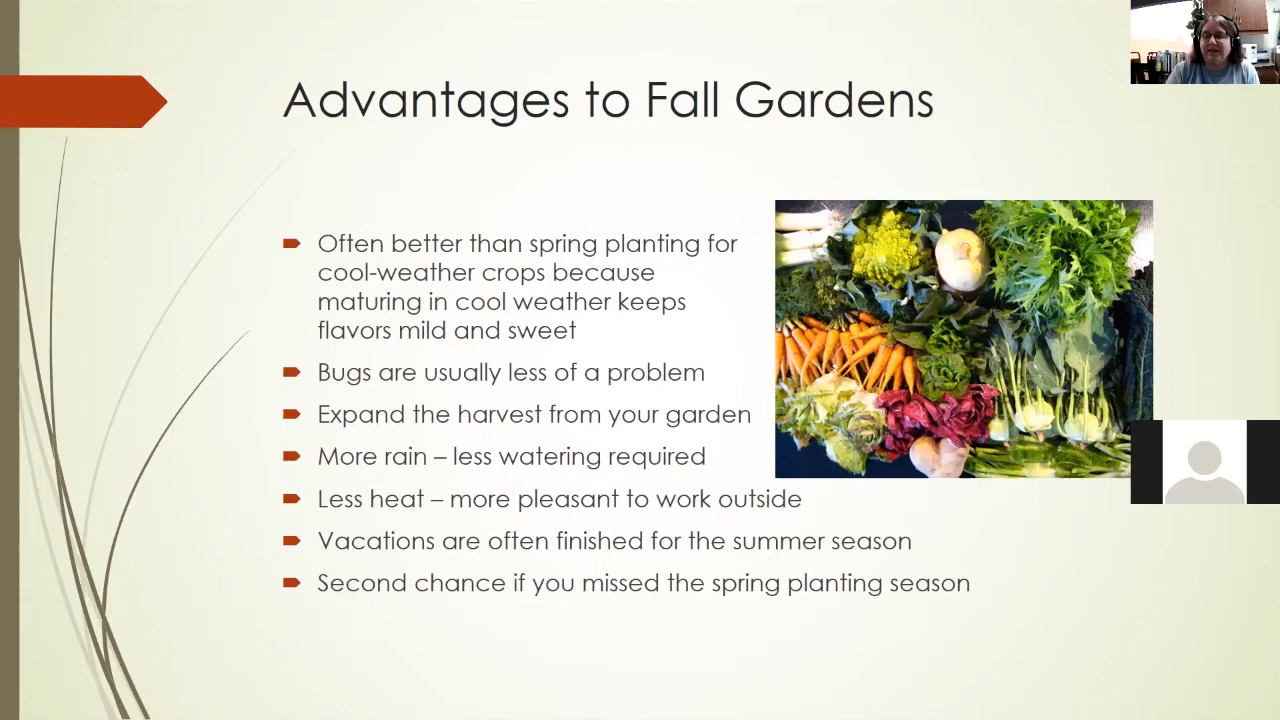 Advantages to Fall Gardens
Often better than spring planting for
cool-weather crops because
maturing in cool weather keeps
flavors mild and sweet
Bugs are usually less of a problem
Expand the harvest from your garden
More rain – less watering required
Less heat – more pleasant to work outside
Vacations are often finished for the summer season
Second chance if you missed the spring planting season